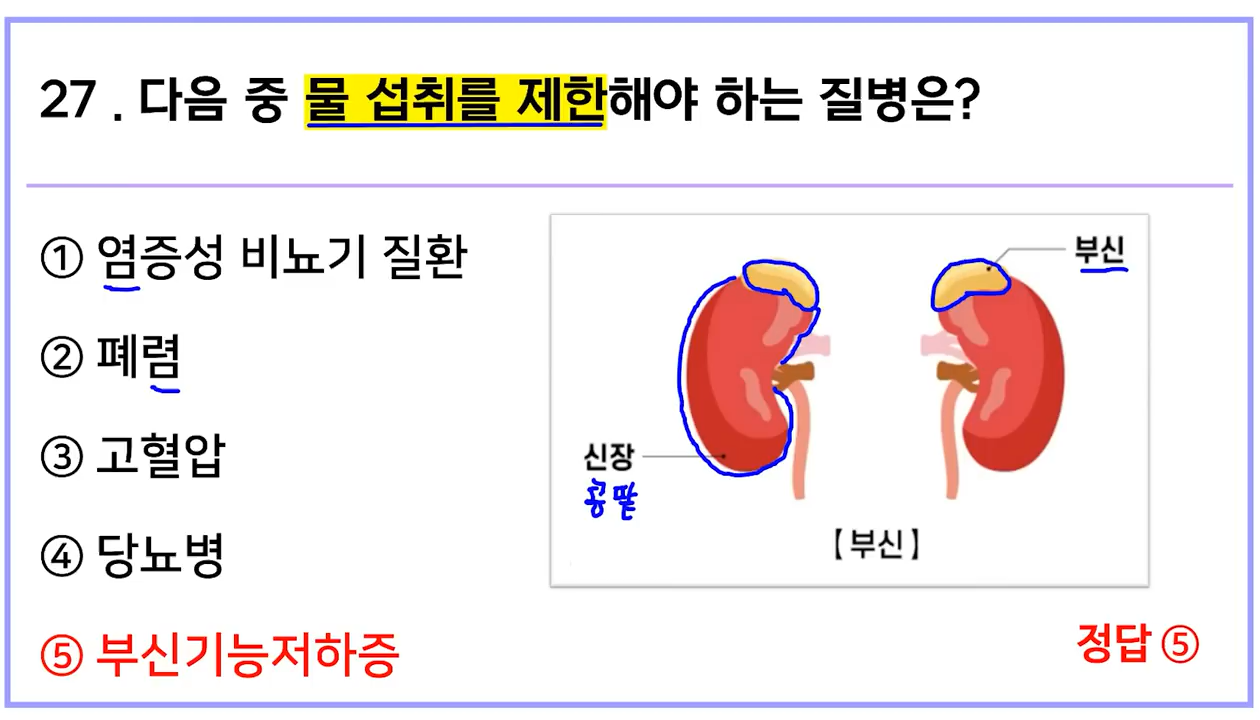 27 . 다음 중 물 섭취를 제한해야 하는 질병은?
① 염증성 비뇨기 질환
② 폐렴
③ 고혈압
④ 당뇨병
⑤ 부신기능저하증
부신
신장
콩팥
【부신】
정답 ⑤